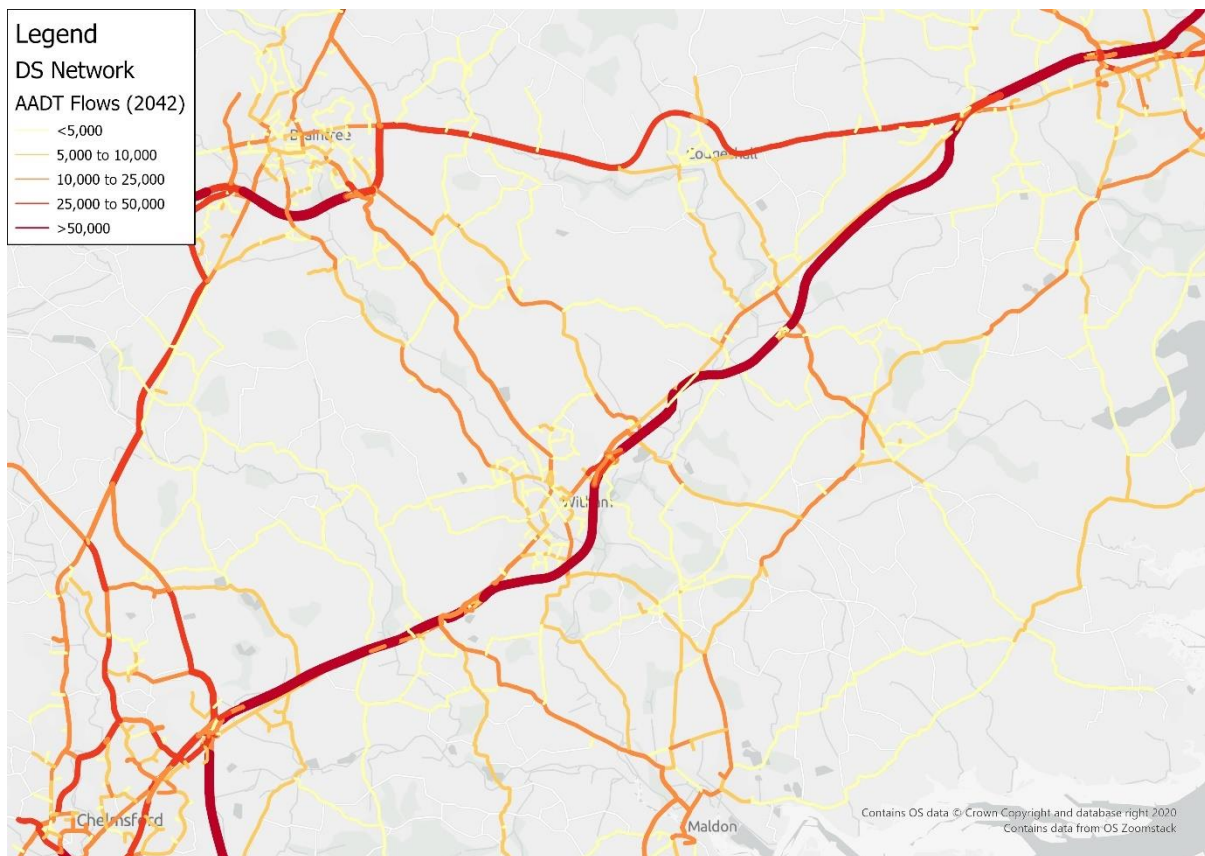 Legend
DS Network
AADT Flows (2042)
<5,000
5,000 to 10,000
10,000 to 25,000
25,000 to 50,000
>50,000
Braintree
Coggeshall
Witham
Chelmsford
Maldon
Contains OS data © Crown Copyright and database right 2020
Contains data from OS Zoomstack